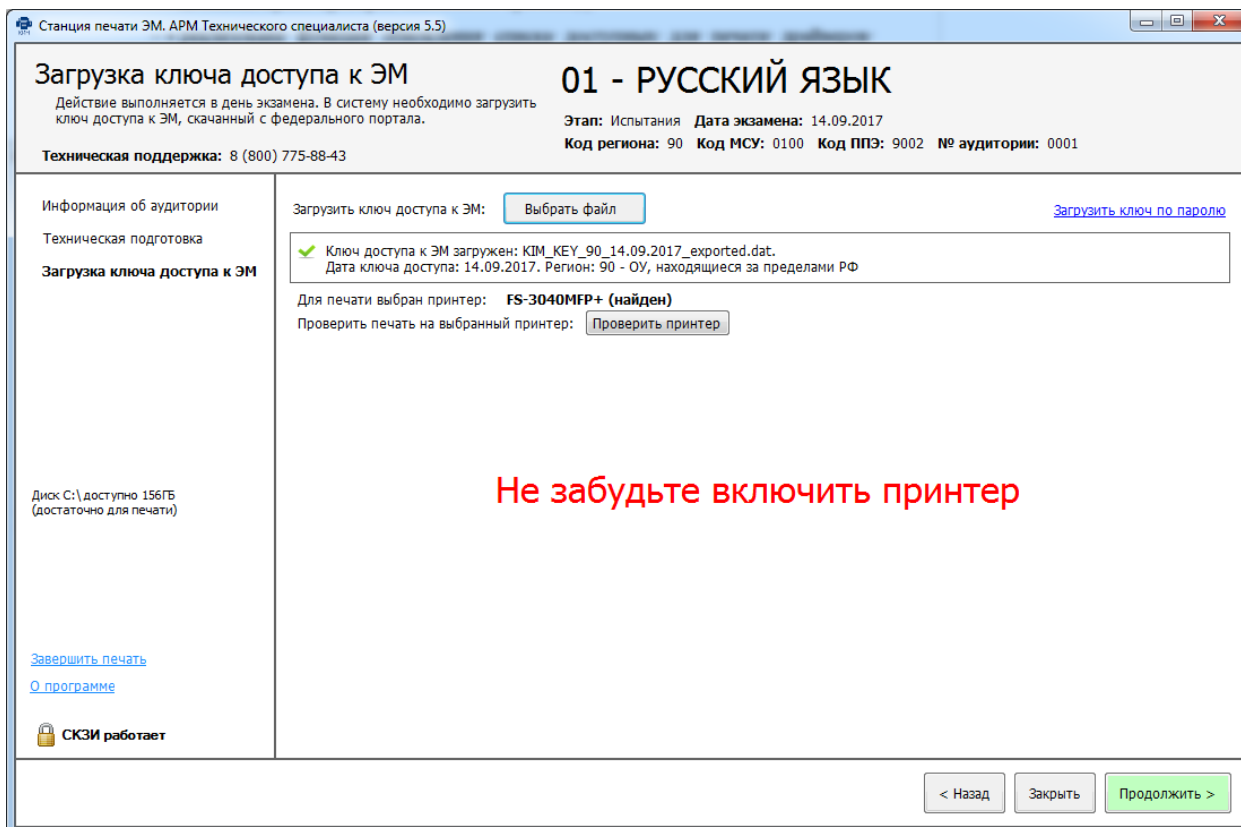 Станция печати ЭМ. АРМ Технического специалиста (версия 5.5)
Загрузка ключа доступа к ЭМ
Действие выполняется в день экзамена. В систему необходимо загрузить
ключ доступа к ЭМ, скачанный с федерального портала.
Техническая поддержка: 8 (800) 775-88-43
01 - РУССКИЙ ЯЗЫК
Этап: Испытания Дата экзамена: 14.09.2017
Код региона: 90 Код МСУ: 0100 Код ППЭ: 9002 № аудитории: 0001
Информация об аудитории
Техническая подготовка
Загрузка ключа доступа к ЭМ
Диск C:\ доступно 156ГБ
(достаточно для печати)
Завершить печать
О программе
СКЗИ работает
Загрузить ключ доступа к ЭМ: Выбрать файл Загрузить ключ по паролю
Ключ доступа к ЭМ загружен: KIM_KEY_90_14.09.2017_exported.dat.
Дата ключа доступа: 14.09.2017. Регион: 90 - ОУ, находящиеся за пределами РФ
Для печати выбран принтер: FS-3040MFP+ (найден)
Проверить печать на выбранный принтер: Проверить принтер
Не забудьте включить принтер
< Назад Закрыть Продолжить >